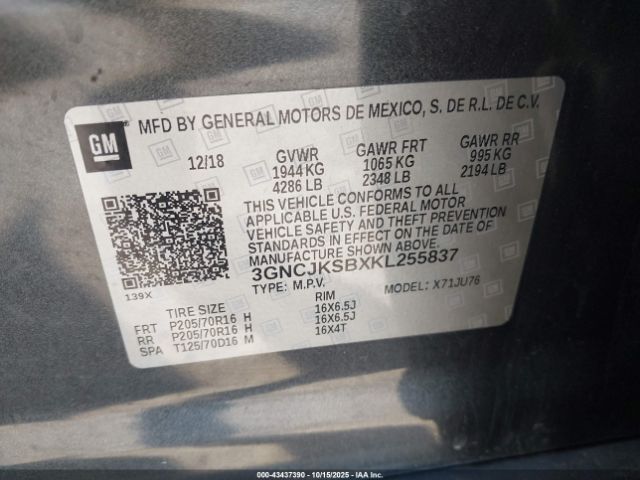 GM
MFD BY GENERAL MOTORS DE MEXICO, S. DE R.L. DE C.V.
12/18 GVWR GAWR FRT GAWR RR
1944 KG 1065 KG 995 KG
4286 LB 2348 LB 2194 LB
THIS VEHICLE CONFORMS TO ALL
APPLICABLE U.S. FEDERAL MOTOR
VEHICLE SAFETY AND THEFT PREVENTION
STANDARDS IN EFFECT ON THE DATE OF
MANUFACTURE SHOWN ABOVE.
3GNCJKSBXKL255837
TYPE: M.P.V. MODEL: X71JU76
139X
TIRE SIZE RIM
FRT P205/70R16 H 16X6.5J
RR P205/70R16 H 16X6.5J
SPA T125/70D16 M 16X4T
000-43437390 - 10/15/2025 - IAA Inc.